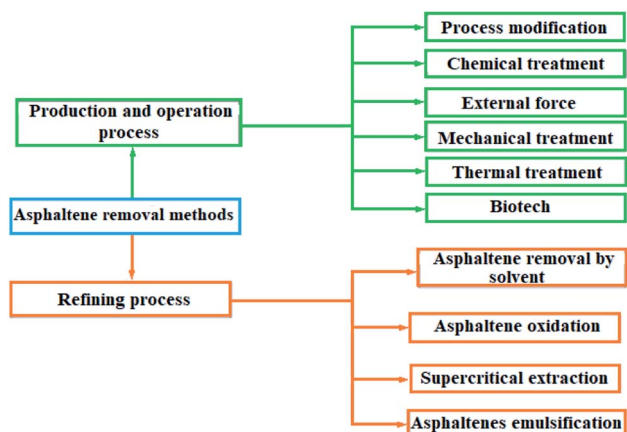 Process modification
Chemical treatment
External force
Mechanical treatment
Thermal treatment
Biotech
Production and operation
process
Asphaltene removal methods
Refining process
Asphaltene removal by
solvent
Asphaltene oxidation
Supercritical extraction
Asphaltenes emulsification